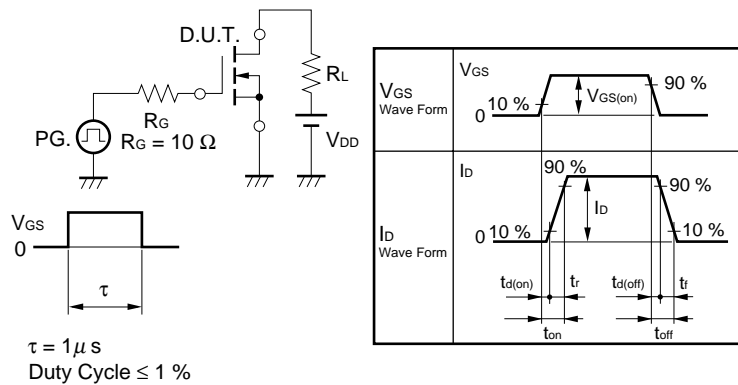 D.U.T.
RL
RG
RG = 10 Ω
PG.
VDD
VGS
0
τ
τ = 1μ s
Duty Cycle ≤ 1 %
VGS
Wave Form
VGS
10 %
0
VGS(on)
90 %
ID
Wave Form
ID
90 %
90 %
0
10 %
ID
10 %
td(on)
tr
td(off)
tf
ton
toff